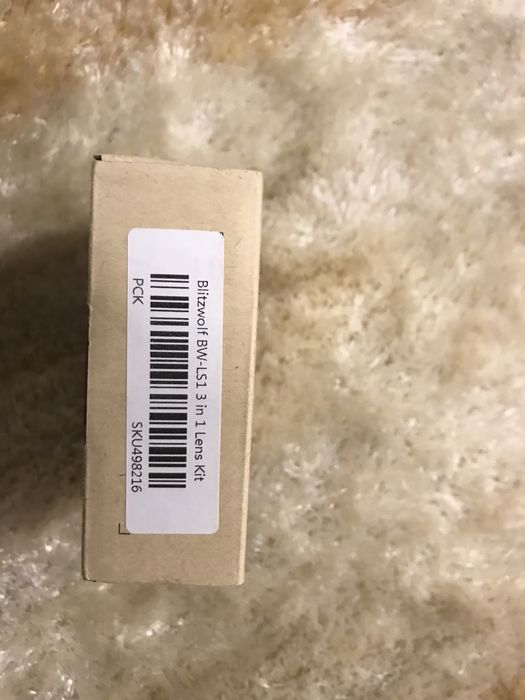 Blitzwolf BW-LS1 3 in 1 Lens Kit
PCK SKU498216